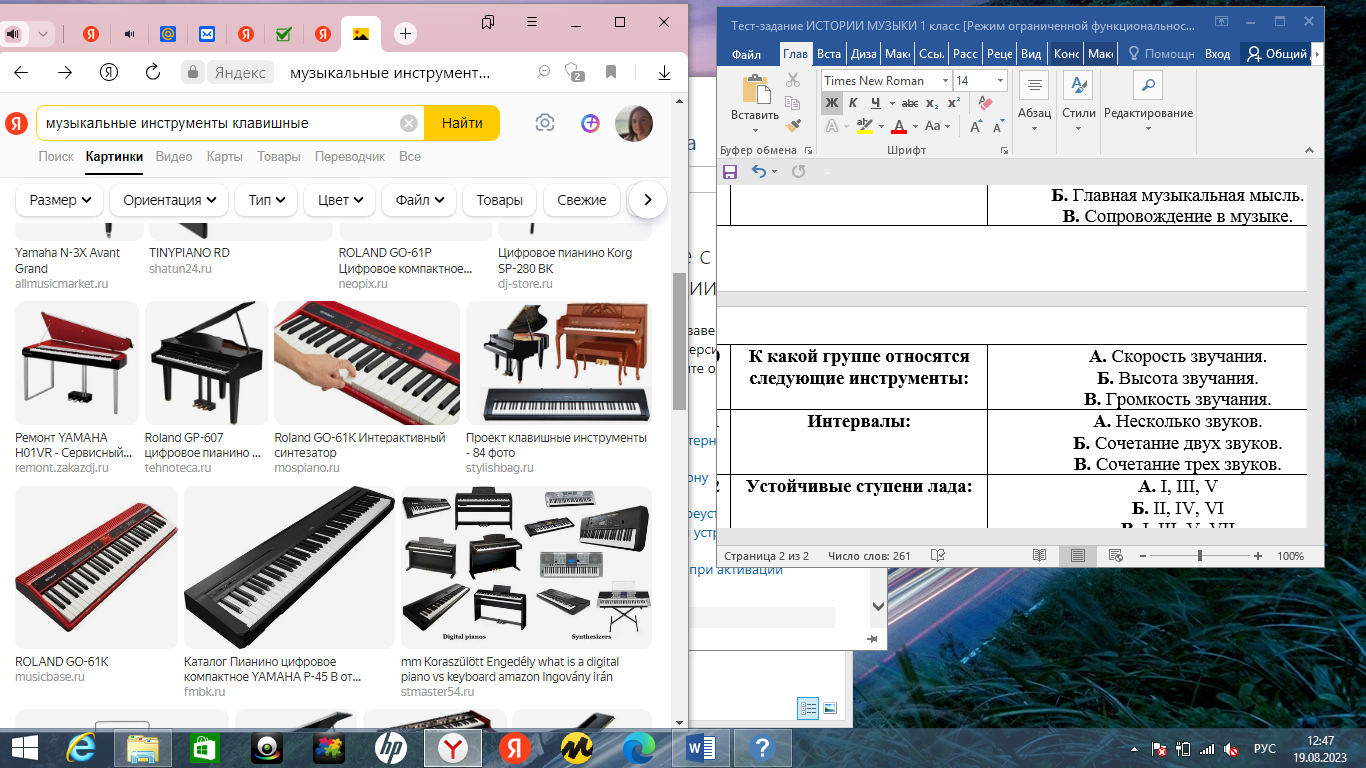 Яндекс
музыкальные инструмент...
2
музыкальные инструменты клавишные
Найти
Поиск Картинки Видео Карты Товары Переводчик Все
Размер Ориентация Тип Цвет Файл Товары Свежие
Yamaha N-3X Avant
Grand
allmusicmarket.ru
TINYPIANO RD
shatun24.ru
ROLAND GO-61P
Цифровое компактное...
neopix.ru
Цифровое пианино Korg
SP-280 BK
dj-store.ru
Ремонт YAMAHA
H01VR - Сервисный...
remont.zakazdj.ru
Roland GP-607
цифровое пианино ...
tehnoteca.ru
Roland GO-61K Интерактивный
синтезатор
mospiano.ru
Проект клавишные инструменты
- 84 фото
stylishbag.ru
Digital pianos
Synthesizers
ROLAND GO-61K
musicbase.ru
Каталог Пианино цифровое
компактное YAMAHA P-45 B от...
fmbk.ru
mm Koraszülött Engedély what is a digital
piano vs keyboard amazon Ingovány irán
stmaster54.ru
Тест-задание ИСТОРИИ МУЗЫКИ 1 класс [Режим ограниченной функциональнос...
Файл Глав Вста Диза Маке Ссы. Расс Реце Вид Конс Маке Помощн Вход Общий
Times New Roman 14
Вставить
Ж К Ч abc x₂ x²
A Aa A A
Абзац
Стили
Редактирование
Буфер обмена
Шрифт
Б. Главная музыкальная мысль.
В. Сопровождение в музыке.
К какой группе относятся
следующие инструменты:
А. Скорость звучания.
Б. Высота звучания.
В. Громкость звучания.
Интервалы:
А. Несколько звуков.
Б. Сочетание двух звуков.
В. Сочетание трех звуков.
Устойчивые ступени лада:
А. I, III, V
Б. II, IV, VI
В. I, III, V, VII
Страница 2 из 2 Число слов: 261
100%
при активации
РУС
12:47
19.08.2023